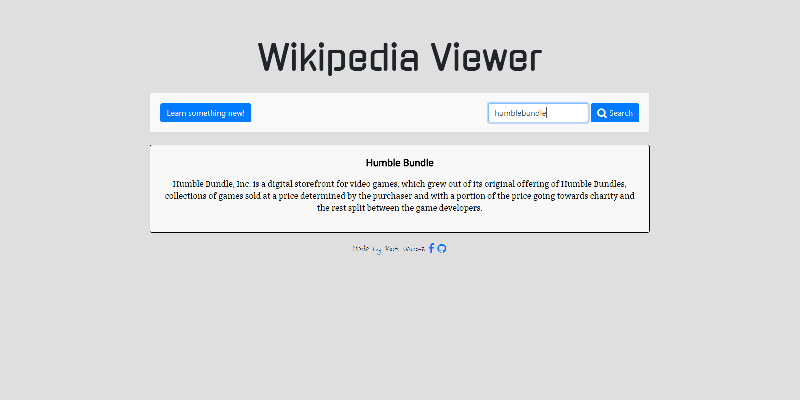 Wikipedia Viewer
Learn something new!
humblebundle
Search
Humble Bundle
Humble Bundle, Inc. is a digital storefront for video games, which grew out of its original offering of Humble Bundles,
collections of games sold at a price determined by the purchaser and with a portion of the price going towards charity and
the rest split between the game developers.
Made by